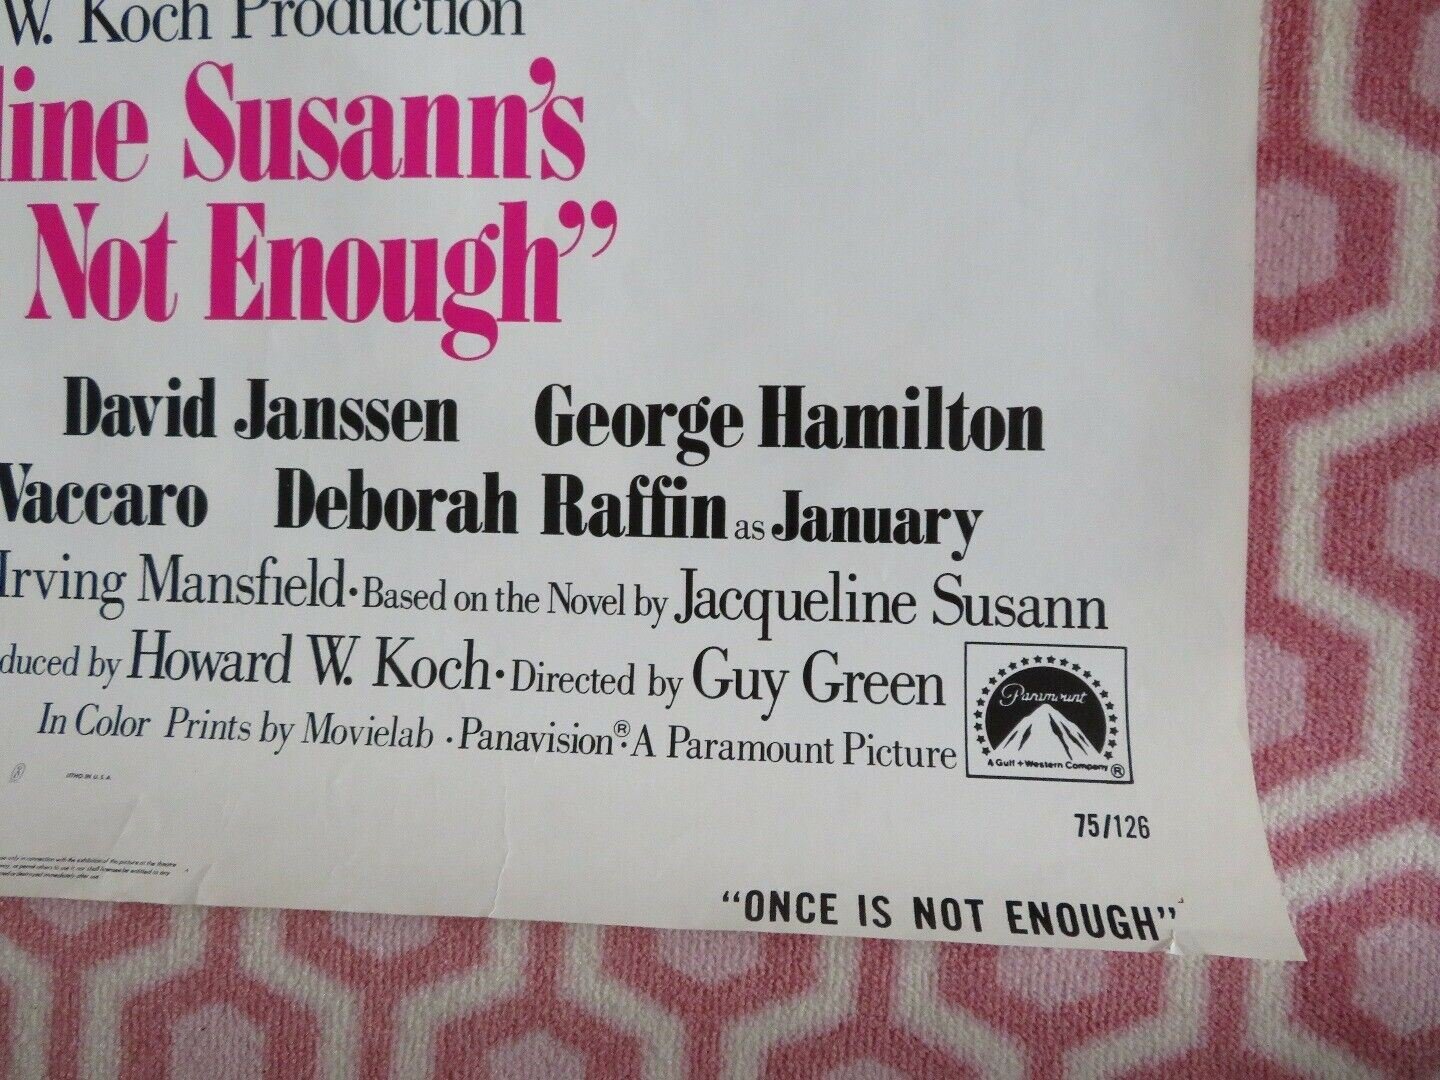 W. Koch Production
line Susann's
Not Enough”
David Janssen George Hamilton
Vaccaro Deborah Raffin as January
Irving Mansfield · Based on the Novel by Jacqueline Susann
duced by Howard W. Koch · Directed by Guy Green
In Color Prints by Movielab · Panavision® · A Paramount Picture
Paramount
A Gulf + Western Company ®
LITHO IN U.S.A.
75/126
“ONCE IS NOT ENOUGH”